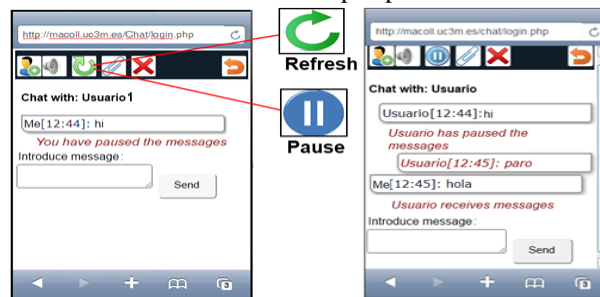 http://macoll.uc3m.es/Chat/login.php
Chat with: Usuario1
Me[12:44]: hi
You have paused the messages
Introduce message:
Send
3
Refresh
Pause
http://macoll.uc3m.es/chat/login.php
Chat with: Usuario
Usuario[12:44]:hi
Usuario has paused the
messages
Usuario[12:45]: paro
Me[12:45]: hola
Usuario receives messages
Introduce message:
Send
3